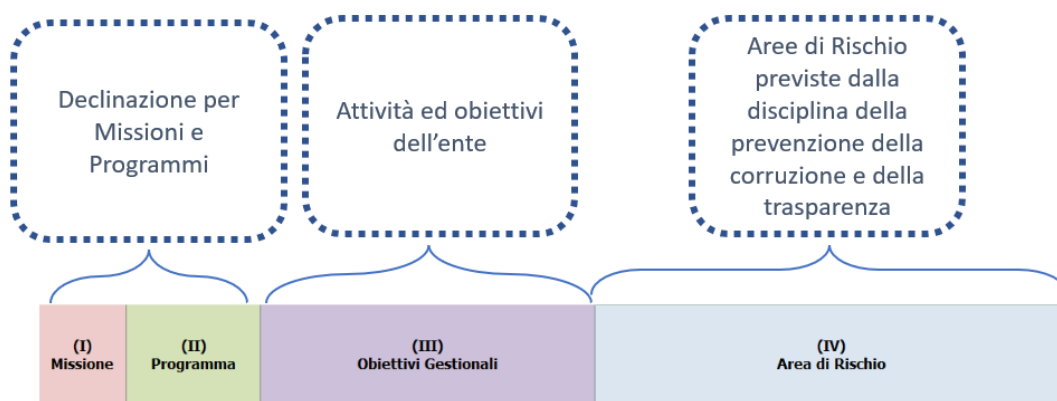 Declinazione per
Missioni e
Programmi
Attività ed obiettivi
dell’ente
Aree di Rischio
previste dalla
disciplina della
prevenzione della
corruzione e della
trasparenza
(I)
Missione
(II)
Programma
(III)
Obiettivi Gestionali
(IV)
Area di Rischio